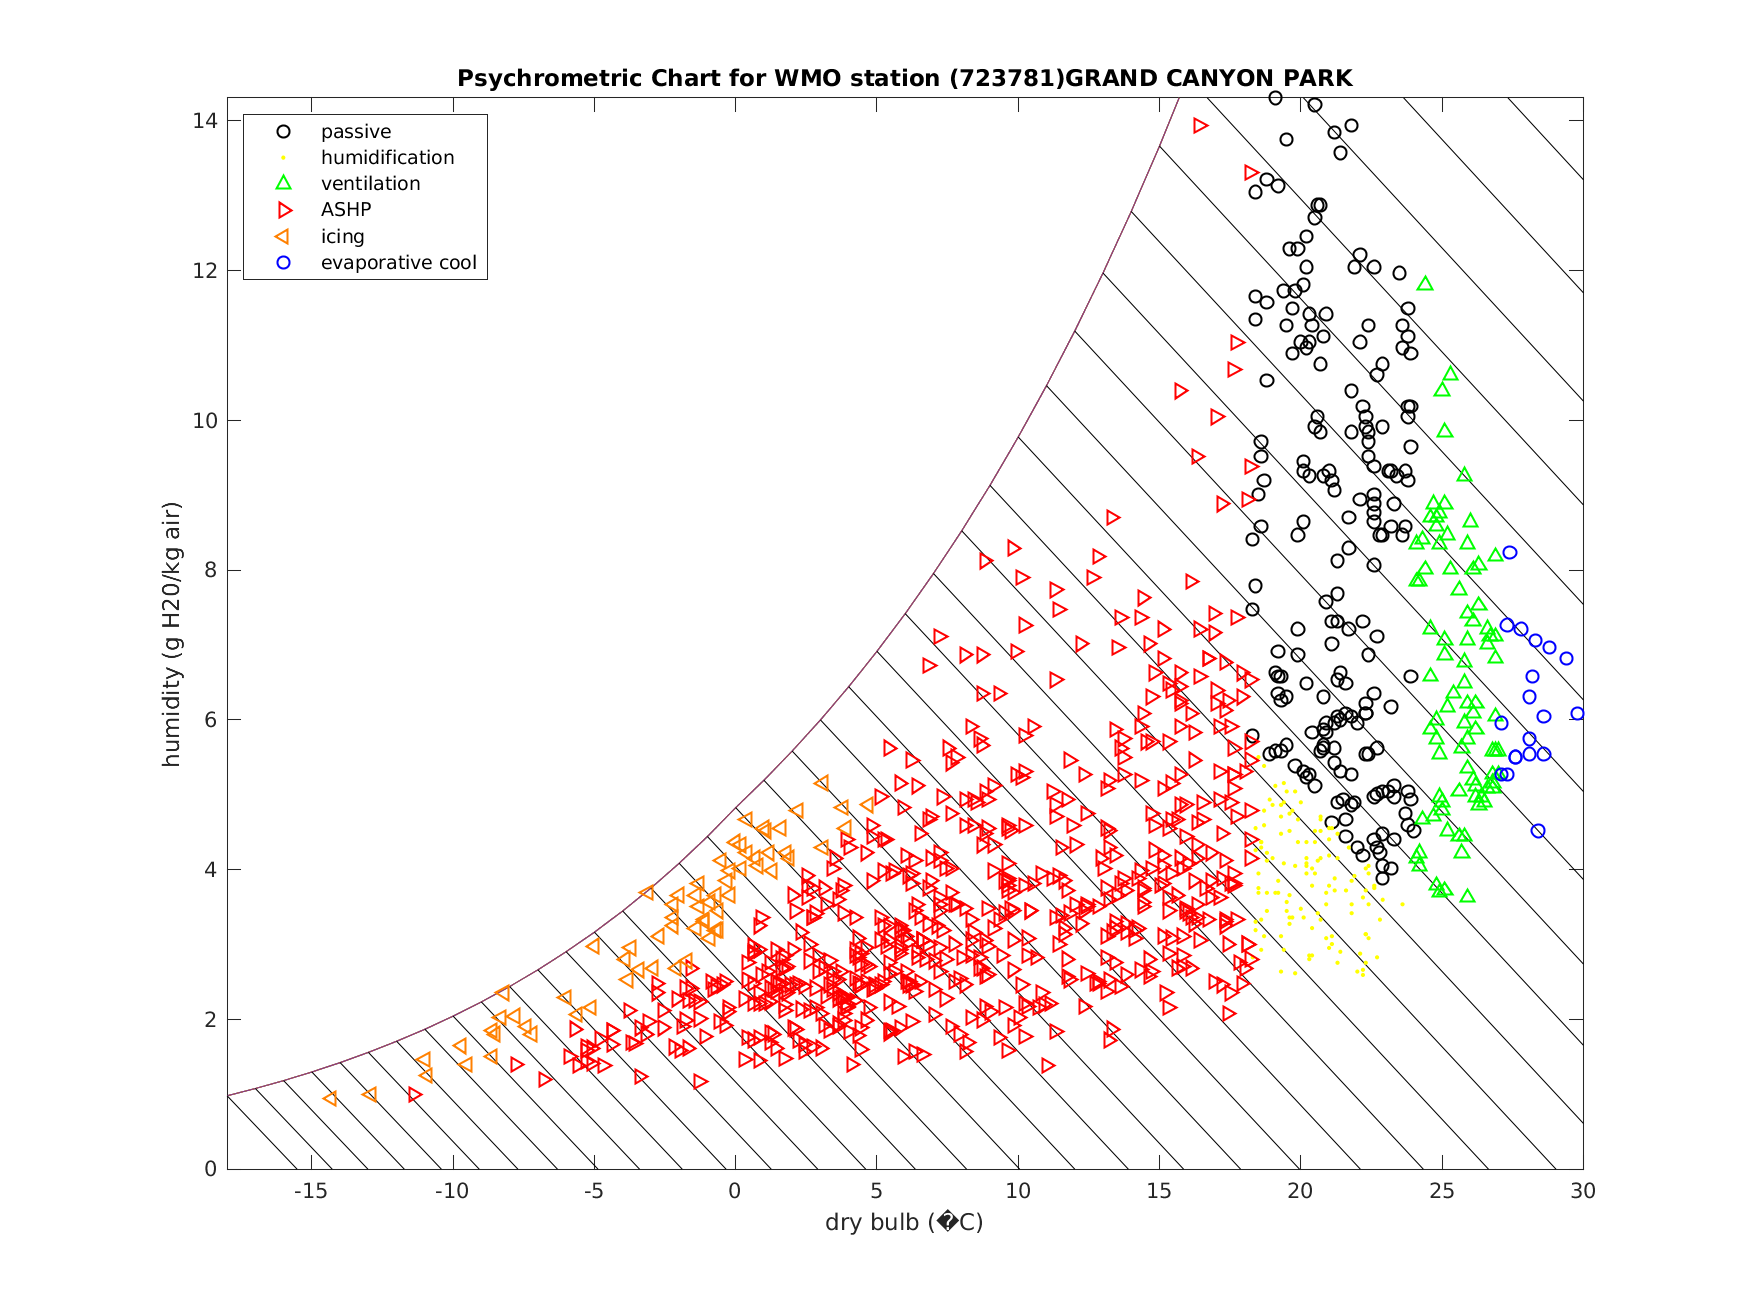 Psychrometric Chart for WMO station (723781)GRAND CANYON PARK
14
12
10
8
6
4
2
0
humidity (g H20/kg air)
passive
humidification
ventilation
ASHP
icing
evaporative cool
-15 -10 -5 0 5 10 15 20 25 30
dry bulb (�C)